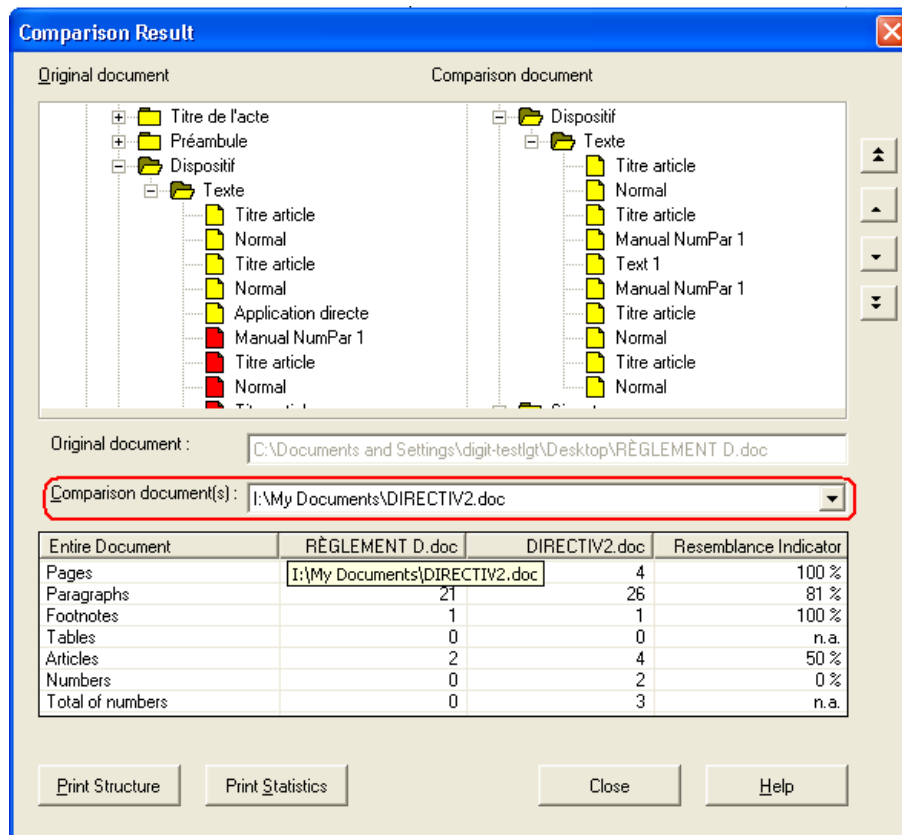 Comparison Result
Original document
Comparison document
Titre de l'acte
Préambule
Dispositif
Texte
Titre article
Normal
Titre article
Normal
Application directe
Manual NumPar 1
Titre article
Normal
Dispositif
Texte
Titre article
Normal
Titre article
Manual NumPar 1
Text 1
Manual NumPar 1
Titre article
Normal
Titre article
Normal
Original document : C:\Documents and Settings\digit-testlgt\Desktop\RÈGLEMENT D.doc
Comparison document(s) : I:\My Documents\DIRECTIV2.doc
Entire Document RÈGLEMENT D.doc DIRECTIV2.doc Resemblance Indicator
Pages I:\My Documents\DIRECTIV2.doc 4 100 %
Paragraphs 21 26 81 %
Footnotes 1 1 100 %
Tables 0 0 n.a.
Articles 2 4 50 %
Numbers 0 2 0 %
Total of numbers 0 3 n.a.
Print Structure Print Statistics Close Help